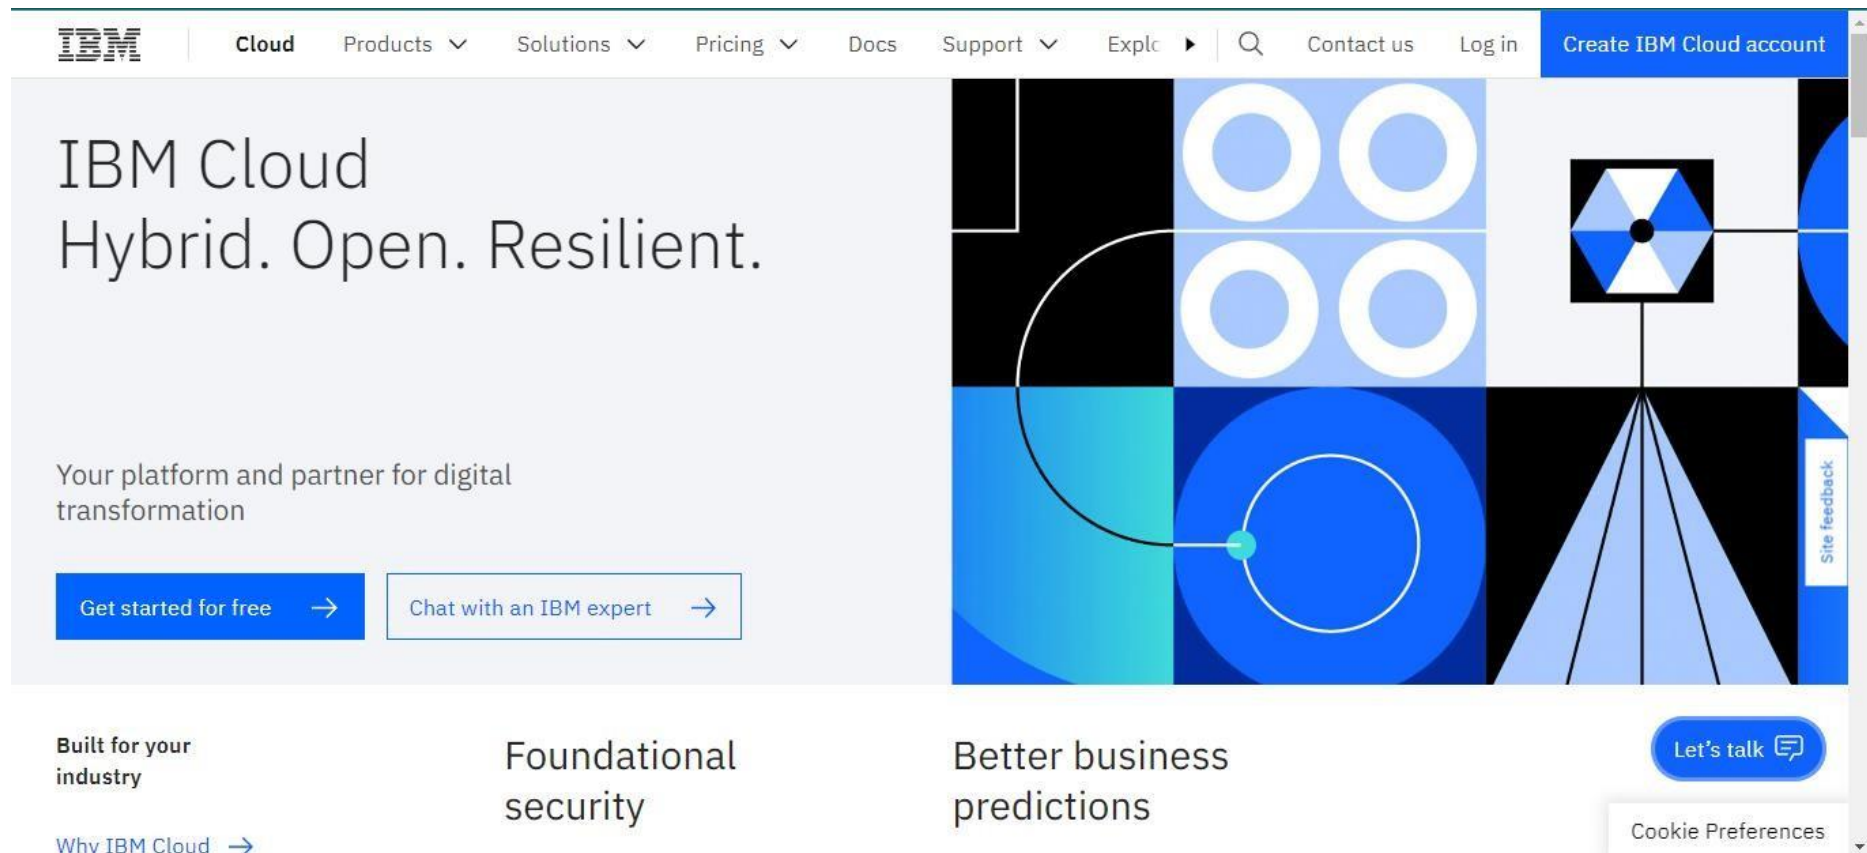 IBM Cloud Products Solutions Pricing Docs Support Explo Contact us Log in Create IBM Cloud account
IBM Cloud
Hybrid. Open. Resilient.
Your platform and partner for digital
transformation
Get started for free Chat with an IBM expert
Site feedback
Built for your
industry
Why IBM Cloud
Foundational
security
Better business
predictions
Let's talk
Cookie Preferences